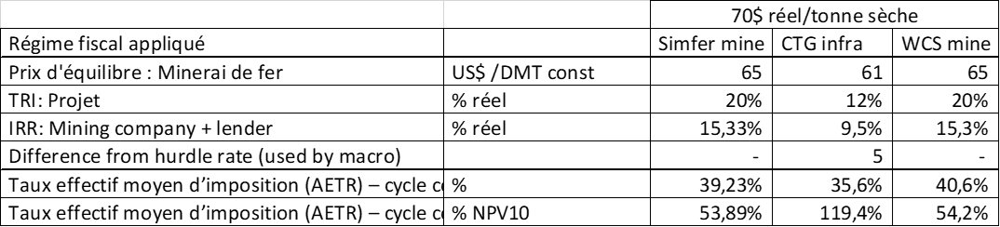 70$ réel/tonne sèche
Régime fiscal appliqué Simfer mine CTG infra WCS mine
Prix d'équilibre : Minerai de fer US$ /DMT const 65 61 65
TRI: Projet % réel 20% 12% 20%
IRR: Mining company + lender % réel 15,33% 9,5% 15,3%
Difference from hurdle rate (used by macro) - 5 -
Taux effectif moyen d’imposition (AETR) – cycle % 39,23% 35,6% 40,6%
Taux effectif moyen d’imposition (AETR) – cycle % NPV10 53,89% 119,4% 54,2%